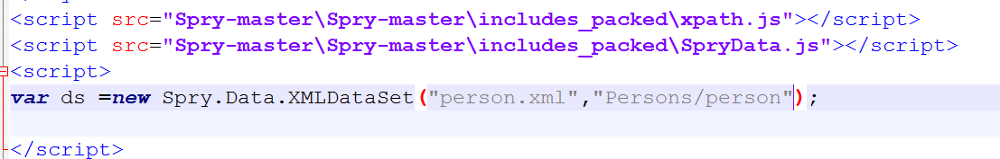 <script src="Spry-master\Spry-master\includes_packed\xpath.js"></script>
<script src="Spry-master\Spry-master\includes_packed\SpryData.js"></script>
<script>
var ds =new Spry.Data.XMLDataSet("person.xml","Persons/person");
</script>